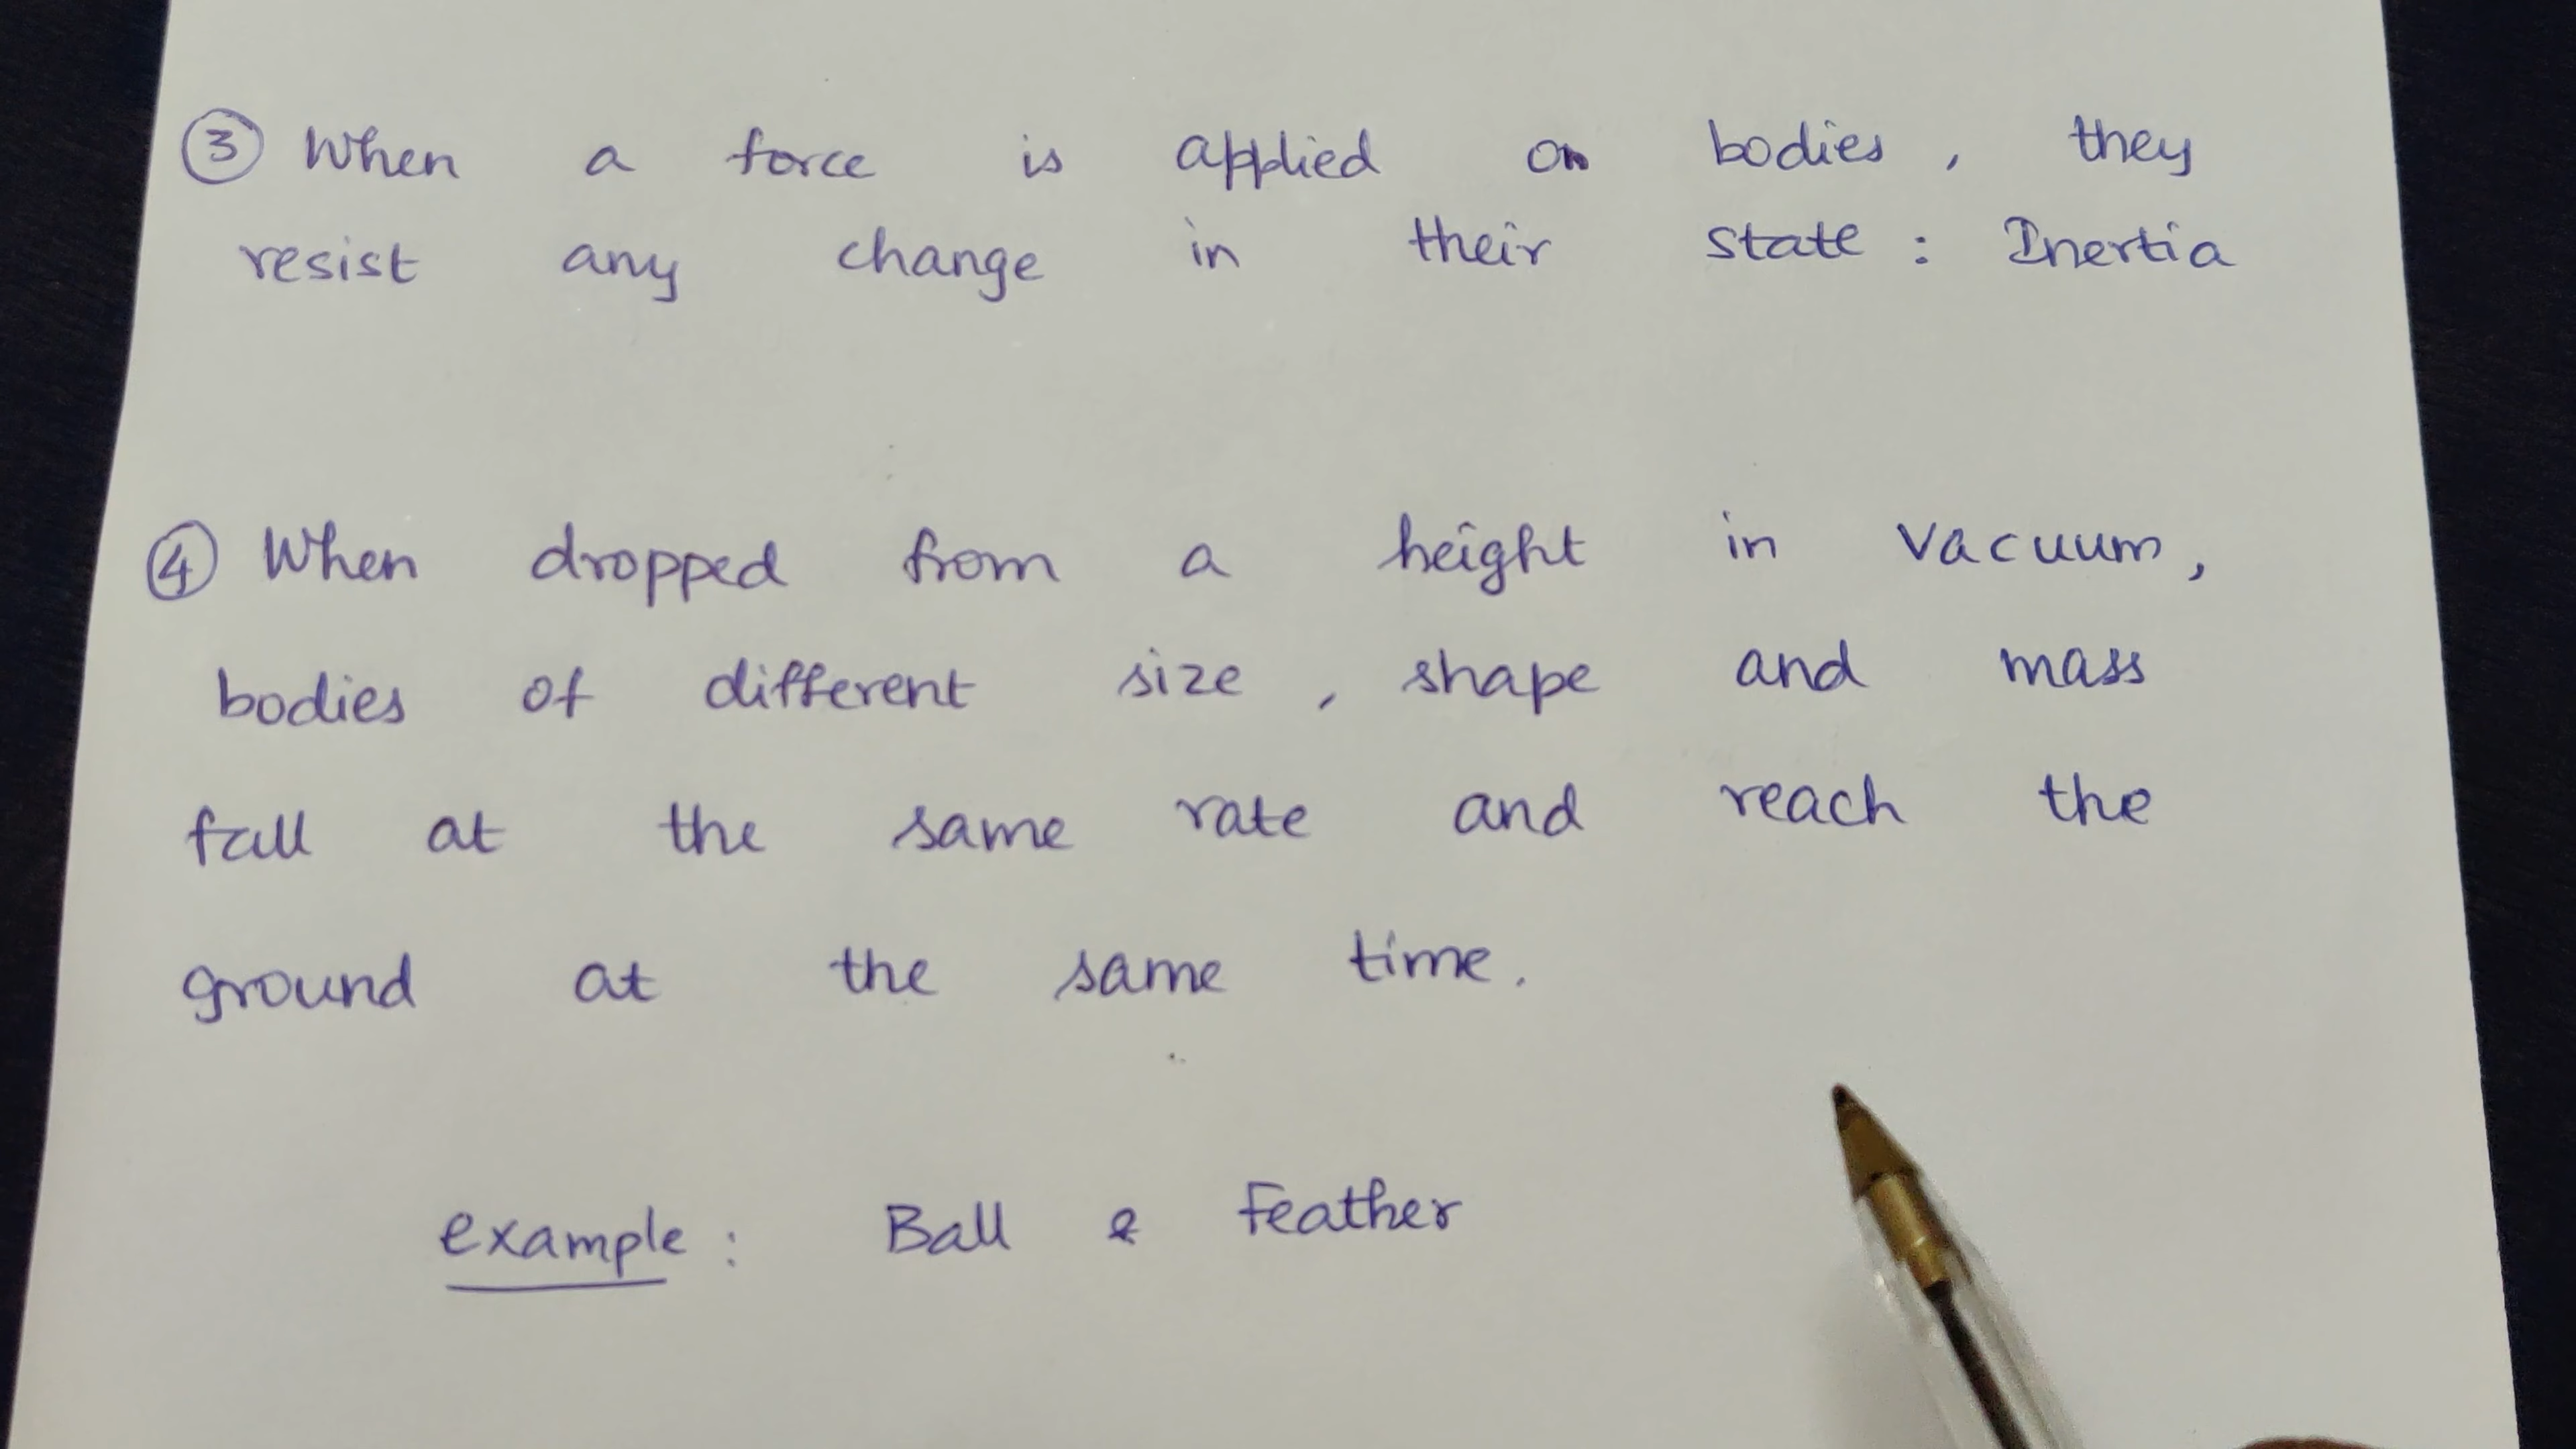 ③ When a force is applied on bodies, they
resist any change in their state : Inertia
④ When dropped from a height in vacuum,
bodies of different size, shape and mass
fall at the same rate and reach the
ground at the same time.
example : Ball & Feather